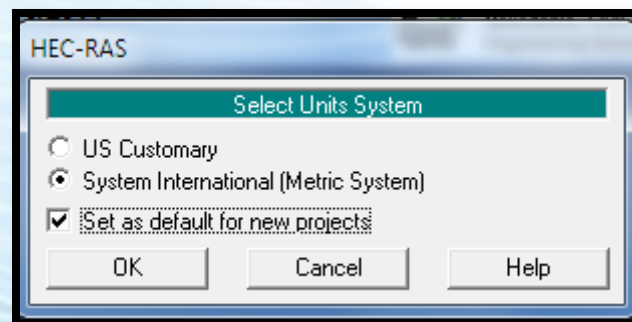 HEC-RAS
Select Units System
US Customary
System International (Metric System)
Set as default for new projects
OK Cancel Help